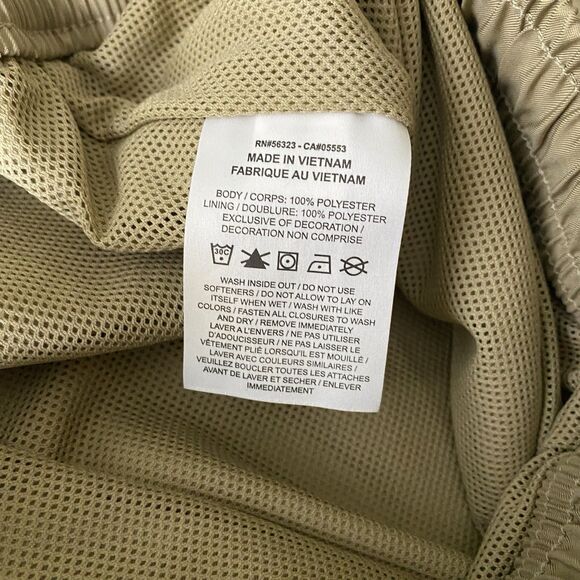 RN#56323 - CA#05553
MADE IN VIETNAM
FABRIQUE AU VIETNAM
BODY / CORPS: 100% POLYESTER
LINING / DOUBLURE: 100% POLYESTER
EXCLUSIVE OF DECORATION /
DECORATION NON COMPRISE
30C
WASH INSIDE OUT / DO NOT USE
SOFTENERS / DO NOT ALLOW TO LAY ON
ITSELF WHEN WET / WASH WITH LIKE
COLORS / FASTEN ALL CLOSURES TO WASH
AND DRY / REMOVE IMMEDIATELY
LAVER A L'ENVERS / NE PAS UTILISER
D'ADOUCISSEUR / NE PAS LAISSER LE
VÊTEMENT PLIÉ LORSQU'IL EST MOUILLÉ /
LAVER AVEC COULEURS SIMILAIRES /
VEUILLEZ BOUCLER TOUTES LES ATTACHES
AVANT DE LAVER ET SECHER / ENLEVER
IMMEDIATEMENT